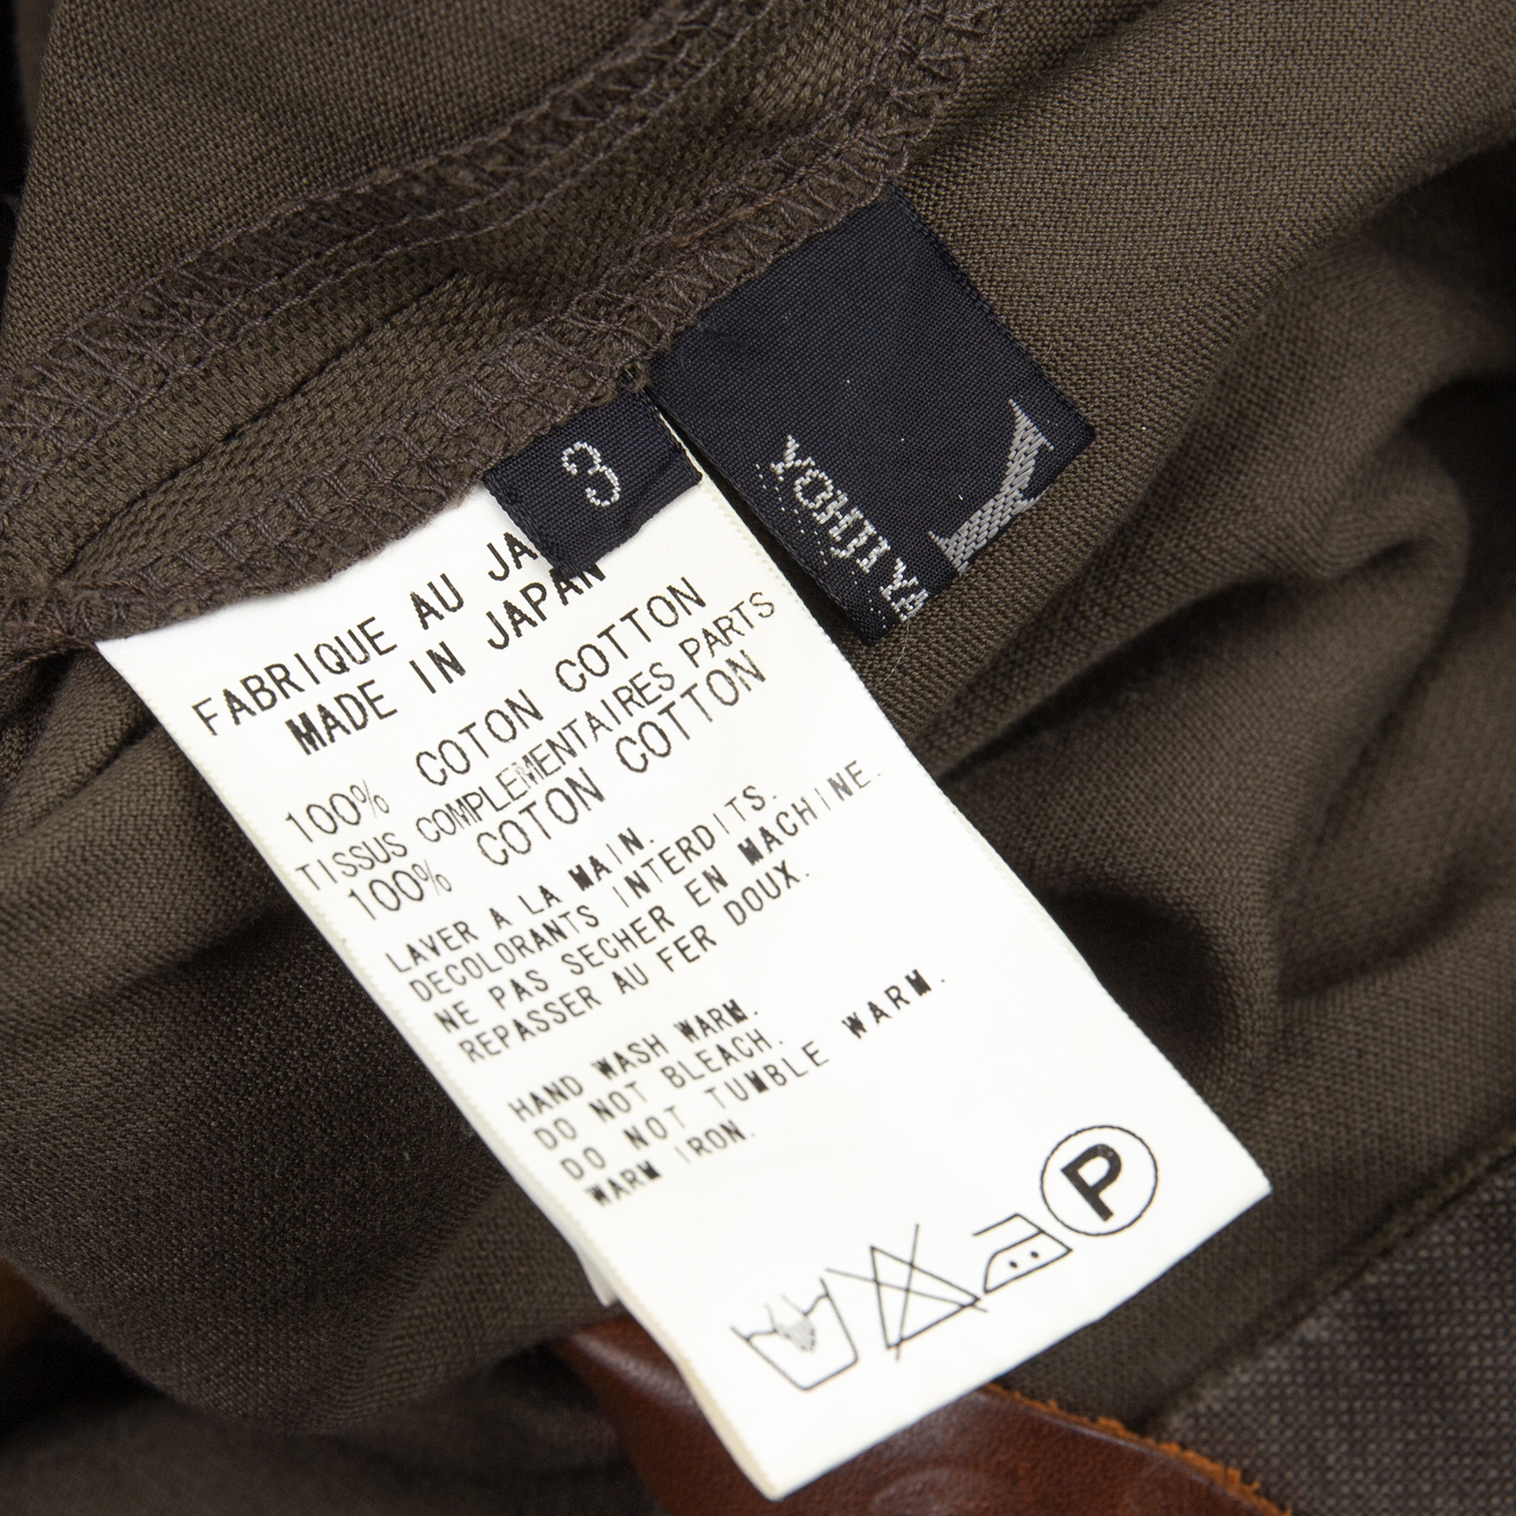 3
Y
YOHJI YA
FABRIQUE AU JA
MADE IN JAPAN
100% COTON COTTON
TISSUS COMPLEMENTAIRES PARTS
100% COTON COTTON
LAVER A LA MAIN.
DECOLORANTS INTERDITS.
NE PAS SECHER EN MACHINE.
REPASSER AU FER DOUX.
HAND WASH WARM.
DO NOT BLEACH.
DO NOT TUMBLE WARM.
WARM IRON.
P